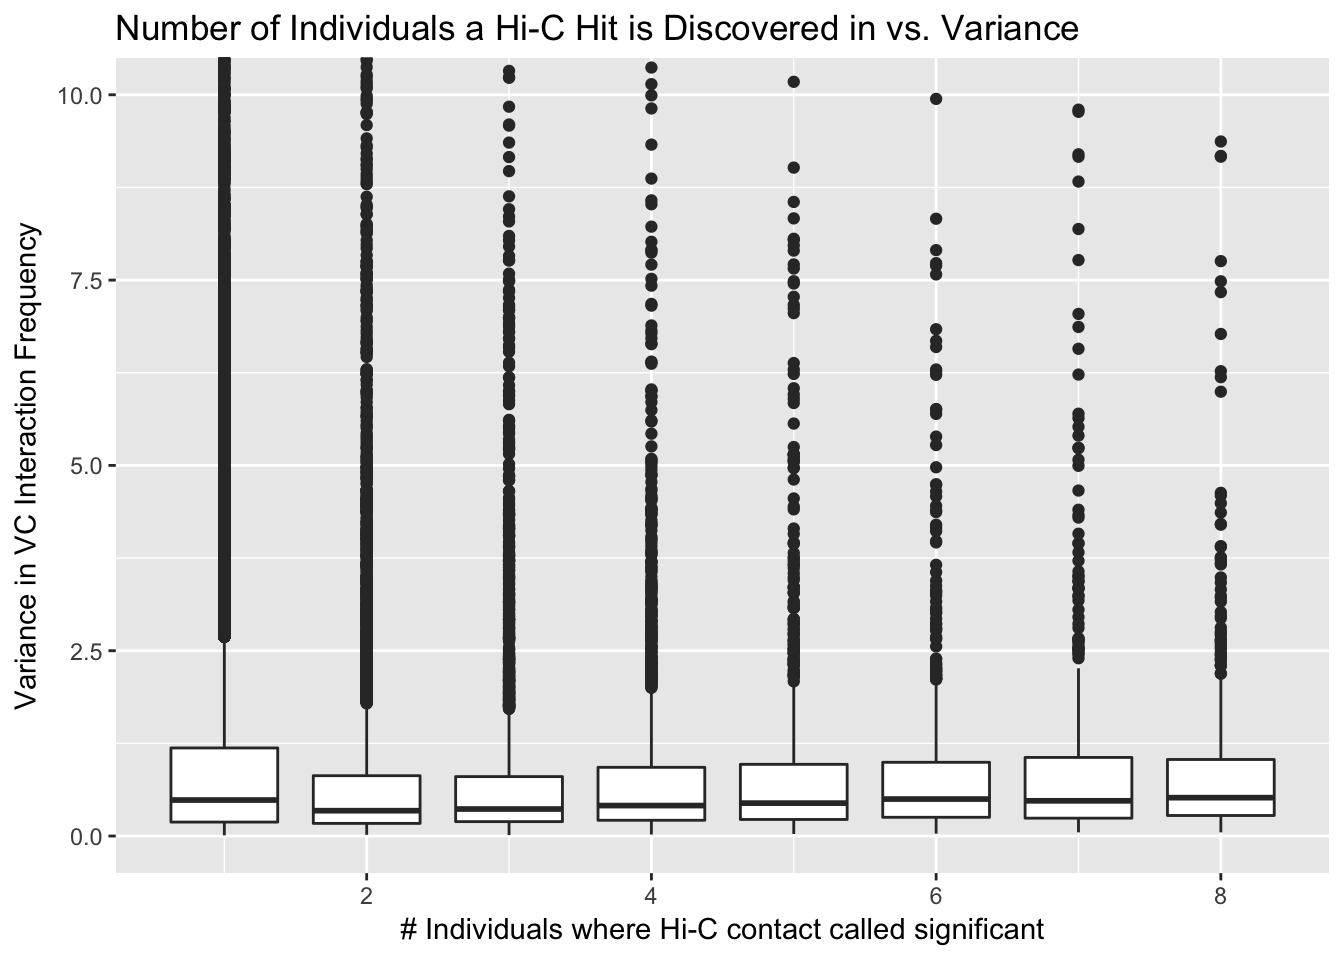 Number of Individuals a Hi-C Hit is Discovered in vs. Variance
Variance in VC Interaction Frequency
10.0
7.5
5.0
2.5
0.0
2 4 6 8
# Individuals where Hi-C contact called significant